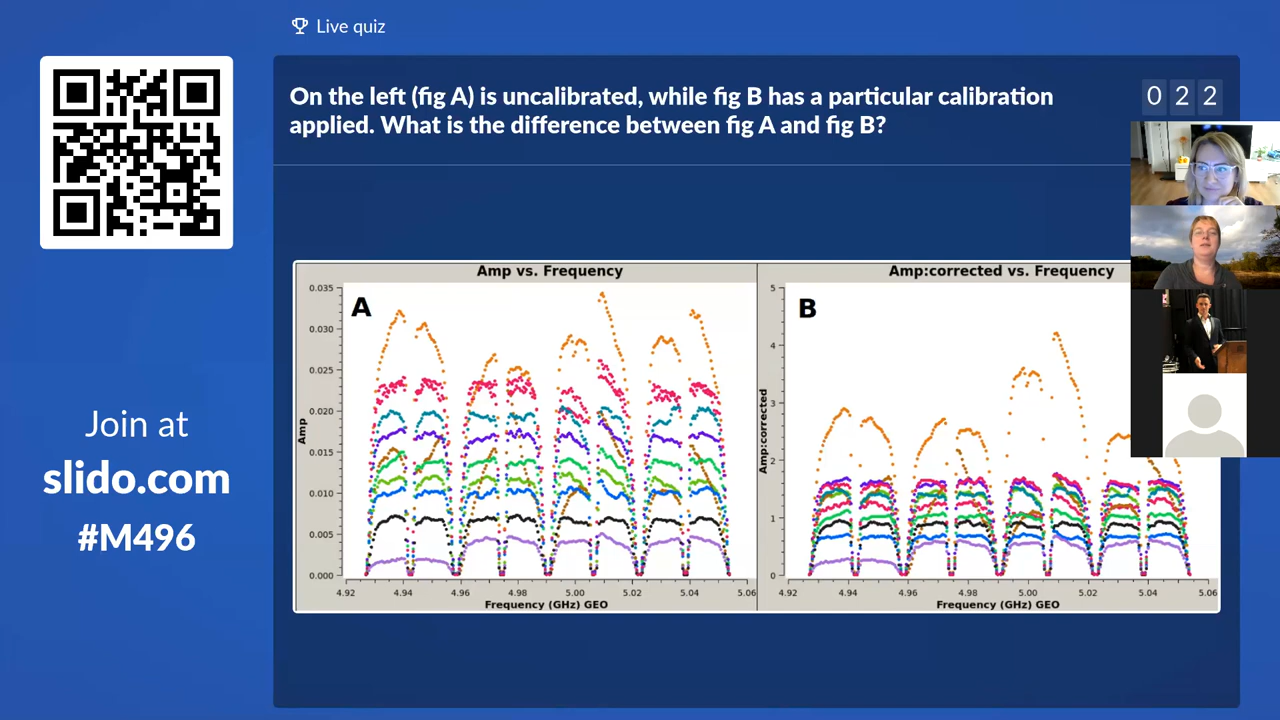 Live quiz
On the left (fig A) is uncalibrated, while fig B has a particular calibration
applied. What is the difference between fig A and fig B?
0 2 2
Join at
slido.com
#M496
Amp vs. Frequency
A
Amp
0.035
0.030
0.025
0.020
0.015
0.010
0.005
0.000
4.92 4.94 4.96 4.98 5.00 5.02 5.04 5.06
Frequency (GHz) GEO
Amp:corrected vs. Frequency
B
Amp:corrected
5
4
3
2
1
0
4.92 4.94 4.96 4.98 5.00 5.02 5.04 5.06
Frequency (GHz) GEO